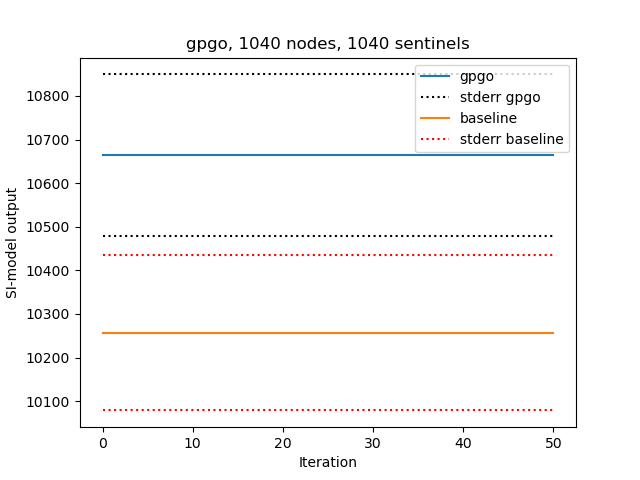 gpgo, 1040 nodes, 1040 sentinels
gpgo
stderr gpgo
baseline
stderr baseline
SI-model output
10800
10700
10600
10500
10400
10300
10200
10100
0 10 20 30 40 50
Iteration